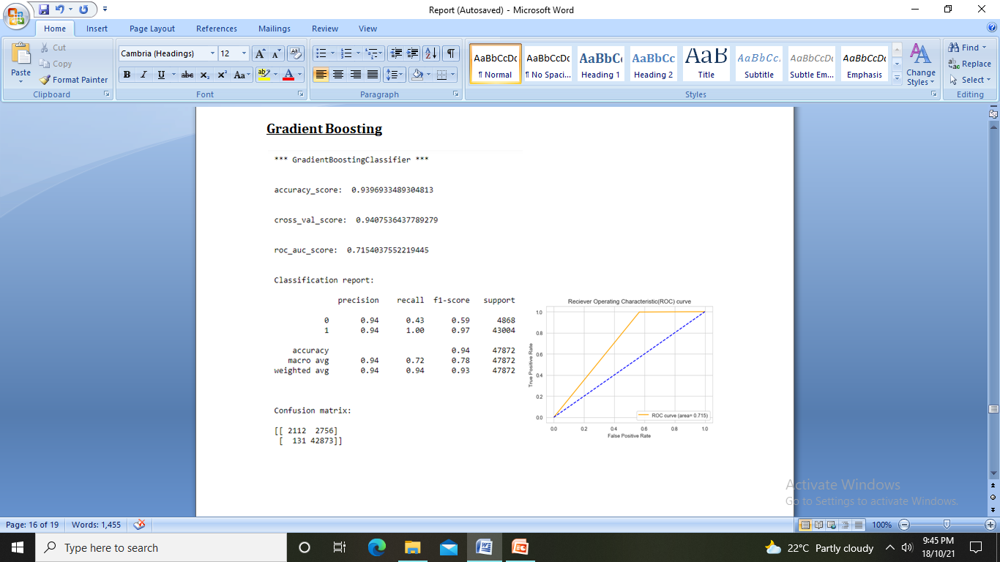 Report (Autosaved) - Microsoft Word
Home Insert Page Layout References Mailings Review View
Paste
Cut
Copy
Format Painter
Clipboard
Cambria (Headings) 12
B I U abc x₂ x² Aa ab A
Font
Paragraph
AaBbCcDc AaBbCcDc AaBbC AaBbCc AaB AaBbCc. AaBbCcDc AaBbCcDc
¶ Normal ¶ No Spaci... Heading 1 Heading 2 Title Subtitle Subtle Em... Emphasis
Change Styles
Styles
Find
Replace
Select
Editing
Gradient Boosting
*** GradientBoostingClassifier ***
accuracy_score: 0.9396933489304813
cross_val_score: 0.9407536437789279
roc_auc_score: 0.7154037552219445
Classification report:
precision recall f1-score support
0 0.94 0.43 0.59 4868
1 0.94 1.00 0.97 43004
accuracy 0.94 47872
macro avg 0.94 0.72 0.78 47872
weighted avg 0.94 0.94 0.93 47872
Confusion matrix:
[[ 2112 2756]
[ 131 42873]]
Reciever Operating Characteristic(ROC) curve
True Positive Rate
1.0
0.8
0.6
0.4
0.2
0.0
ROC curve (area= 0.715)
0.0 0.2 0.4 0.6 0.8 1.0
False Positive Rate
Activate Windows
Go to Settings to activate Windows.
Page: 16 of 19 Words: 1,455 100%
Type here to search
22°C Partly cloudy
9:45 PM
18/10/21